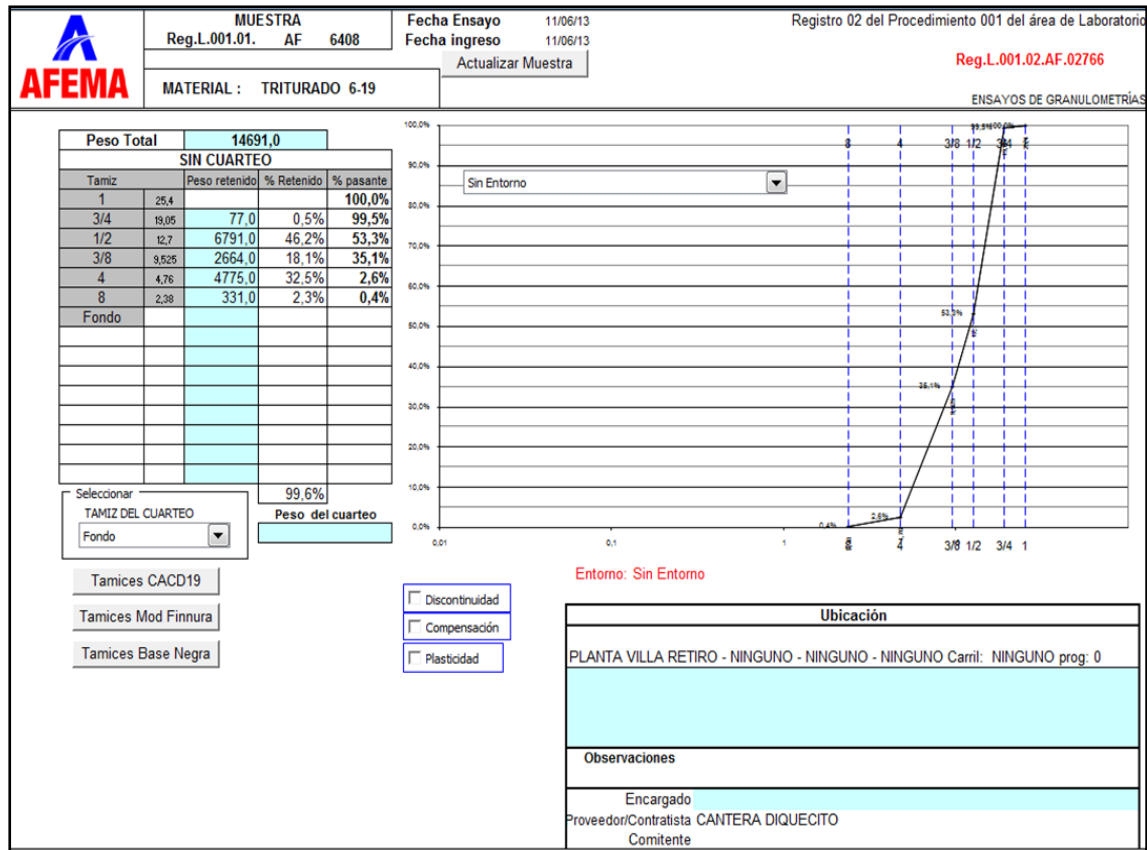 AFEMA
MUESTRA
Reg.L.001.01. AF 6408
MATERIAL : TRITURADO 6-19
Fecha Ensayo 11/06/13
Fecha ingreso 11/06/13
Actualizar Muestra
Registro 02 del Procedimiento 001 del área de Laboratorio
Reg.L.001.02.AF.02766
ENSAYOS DE GRANULOMETRÍAS
Peso Total 14691,0
SIN CUARTEO
Tamiz Peso retenido % Retenido % pasante
1 25,4 100,0%
3/4 19,05 77,0 0,5% 99,5%
1/2 12,7 6791,0 46,2% 53,3%
3/8 9,525 2664,0 18,1% 35,1%
4 4,76 4775,0 32,5% 2,6%
8 2,38 331,0 2,3% 0,4%
Fondo
99,6%
Seleccionar
TAMIZ DEL CUARTEO
Fondo
Peso del cuarteo
Tamices CACD19
Tamices Mod Finnura
Tamices Base Negra
100,0%
90,0%
80,0%
70,0%
60,0%
50,0%
40,0%
30,0%
20,0%
10,0%
0,0%
Sin Entorno
8 4 3/8 1/2 3/4
53,3%
35,1%
2,6%
0,4%
0,01 0,1 1
4 3/8 1/2 3/4 1
Entorno: Sin Entorno
Discontinuidad
Compensación
Plasticidad
Ubicación
PLANTA VILLA RETIRO - NINGUNO - NINGUNO - NINGUNO Carril: NINGUNO prog: 0
Observaciones
Encargado
Proveedor/Contratista CANTERA DIQUECITO
Comitente